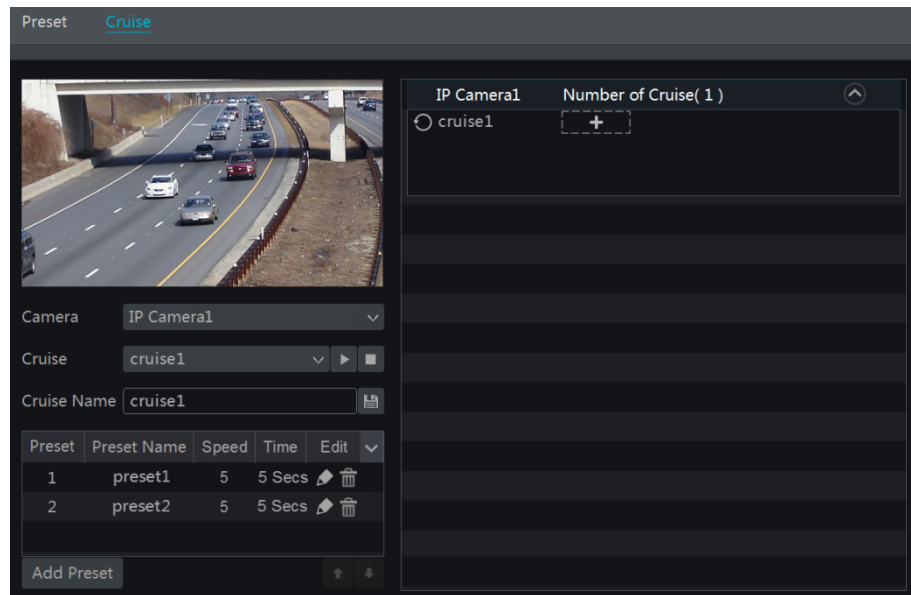 Preset Cruise
IP Camera1 Number of Cruise( 1 )
cruise1
Camera IP Camera1
Cruise cruise1
Cruise Name cruise1
Preset Preset Name Speed Time Edit
1 preset1 5 5 Secs
2 preset2 5 5 Secs
Add Preset